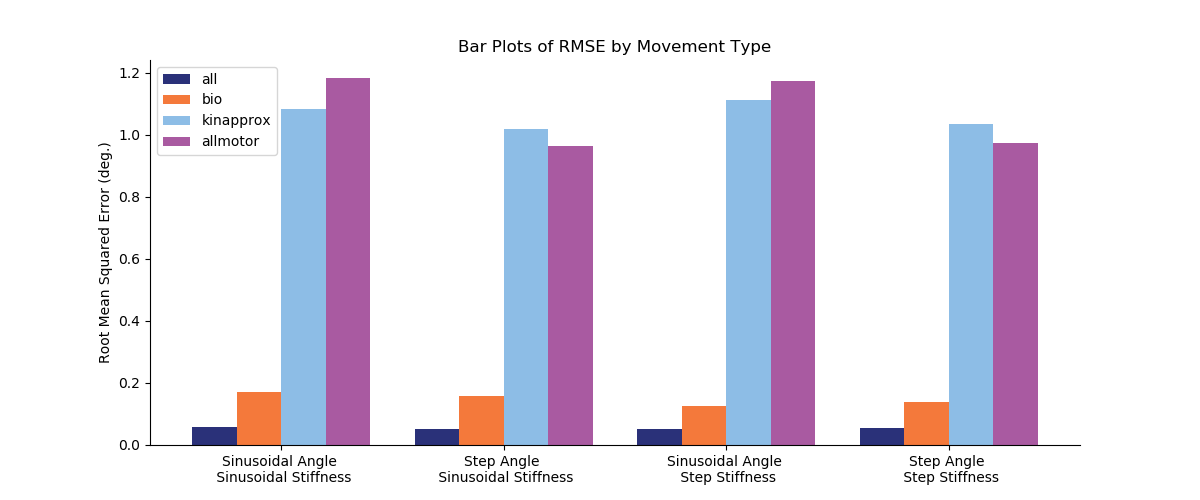 Bar Plots of RMSE by Movement Type
all
bio
kinapprox
allmotor
Root Mean Squared Error (deg.)
1.2
1.0
0.8
0.6
0.4
0.2
0.0
Sinusoidal Angle
Sinusoidal Stiffness
Step Angle
Sinusoidal Stiffness
Sinusoidal Angle
Step Stiffness
Step Angle
Step Stiffness